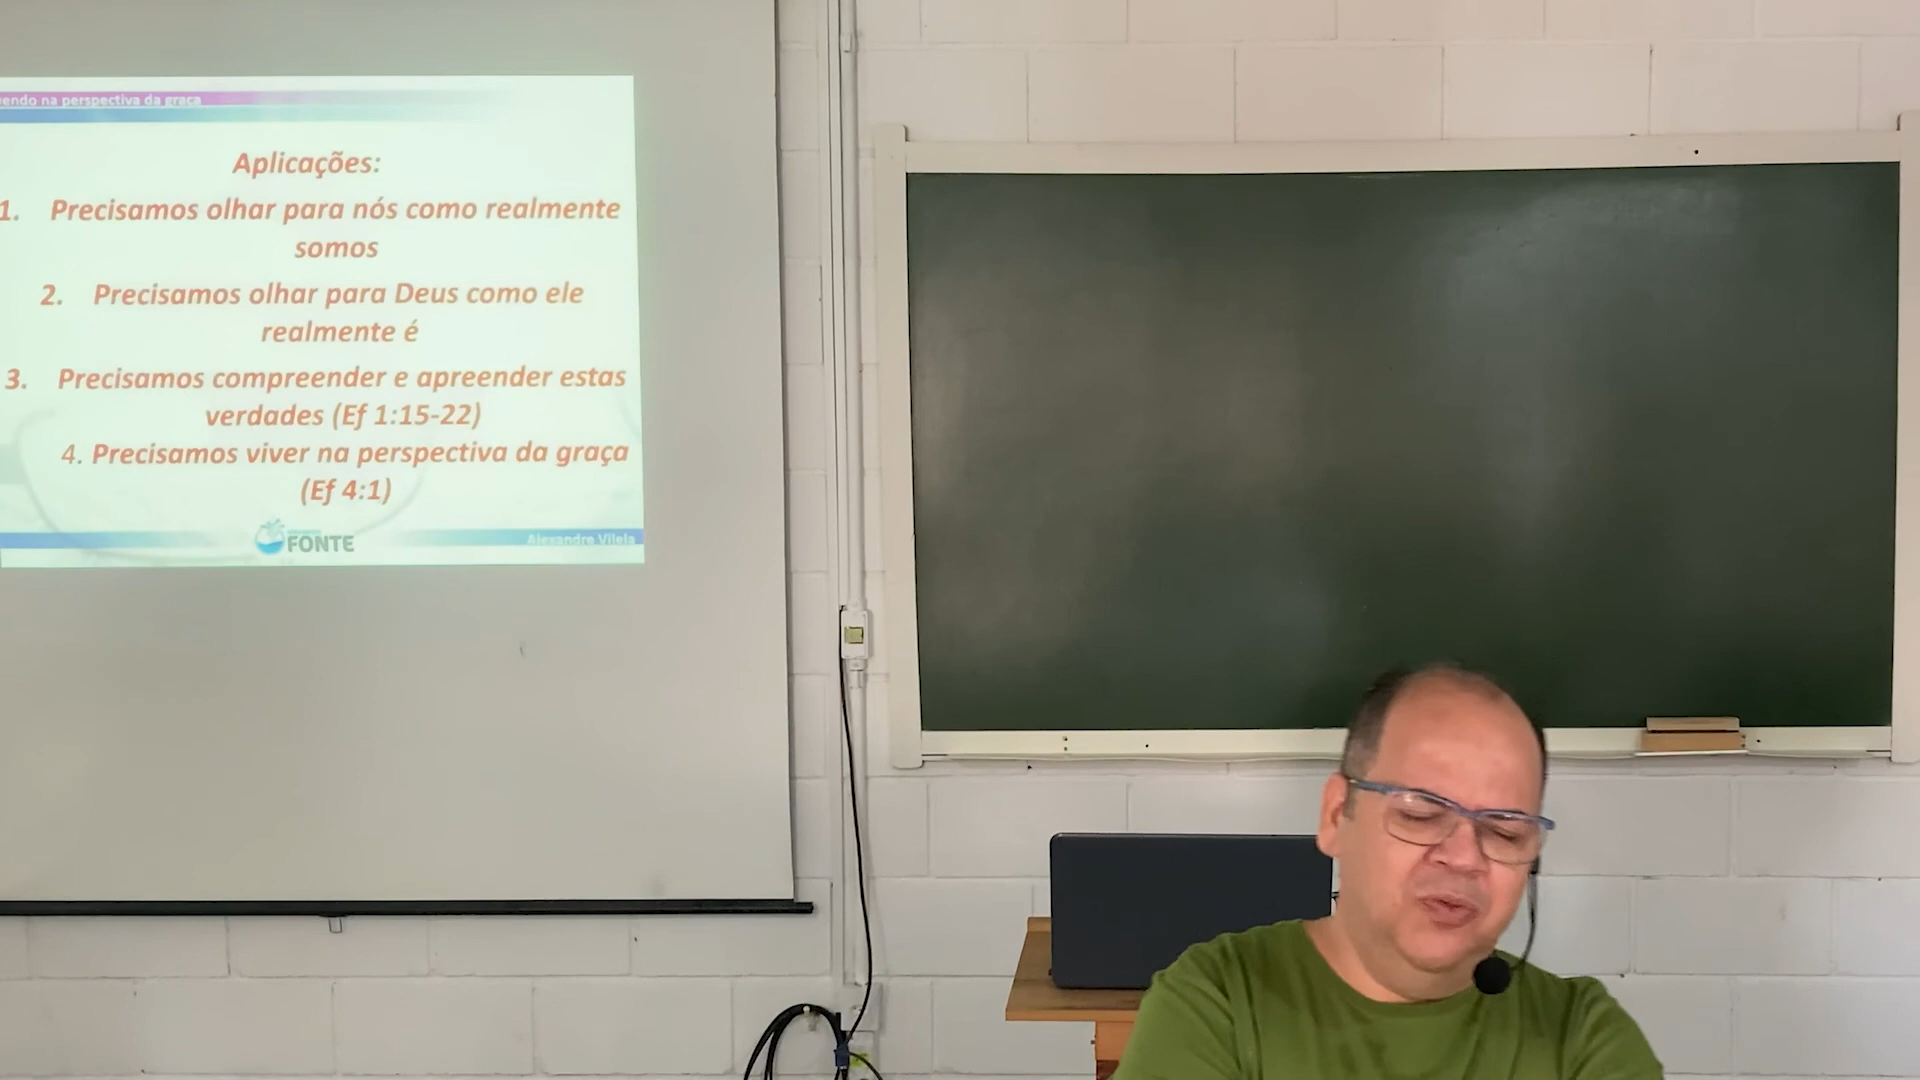 endo na perspectiva da graça
Aplicações:
1. Precisamos olhar para nós como realmente
somos
2. Precisamos olhar para Deus como ele
realmente é
3. Precisamos compreender e apreender estas
verdades (Ef 1:15-22)
4. Precisamos viver na perspectiva da graça
(Ef 4:1)
FONTE
Alexandre Vilela